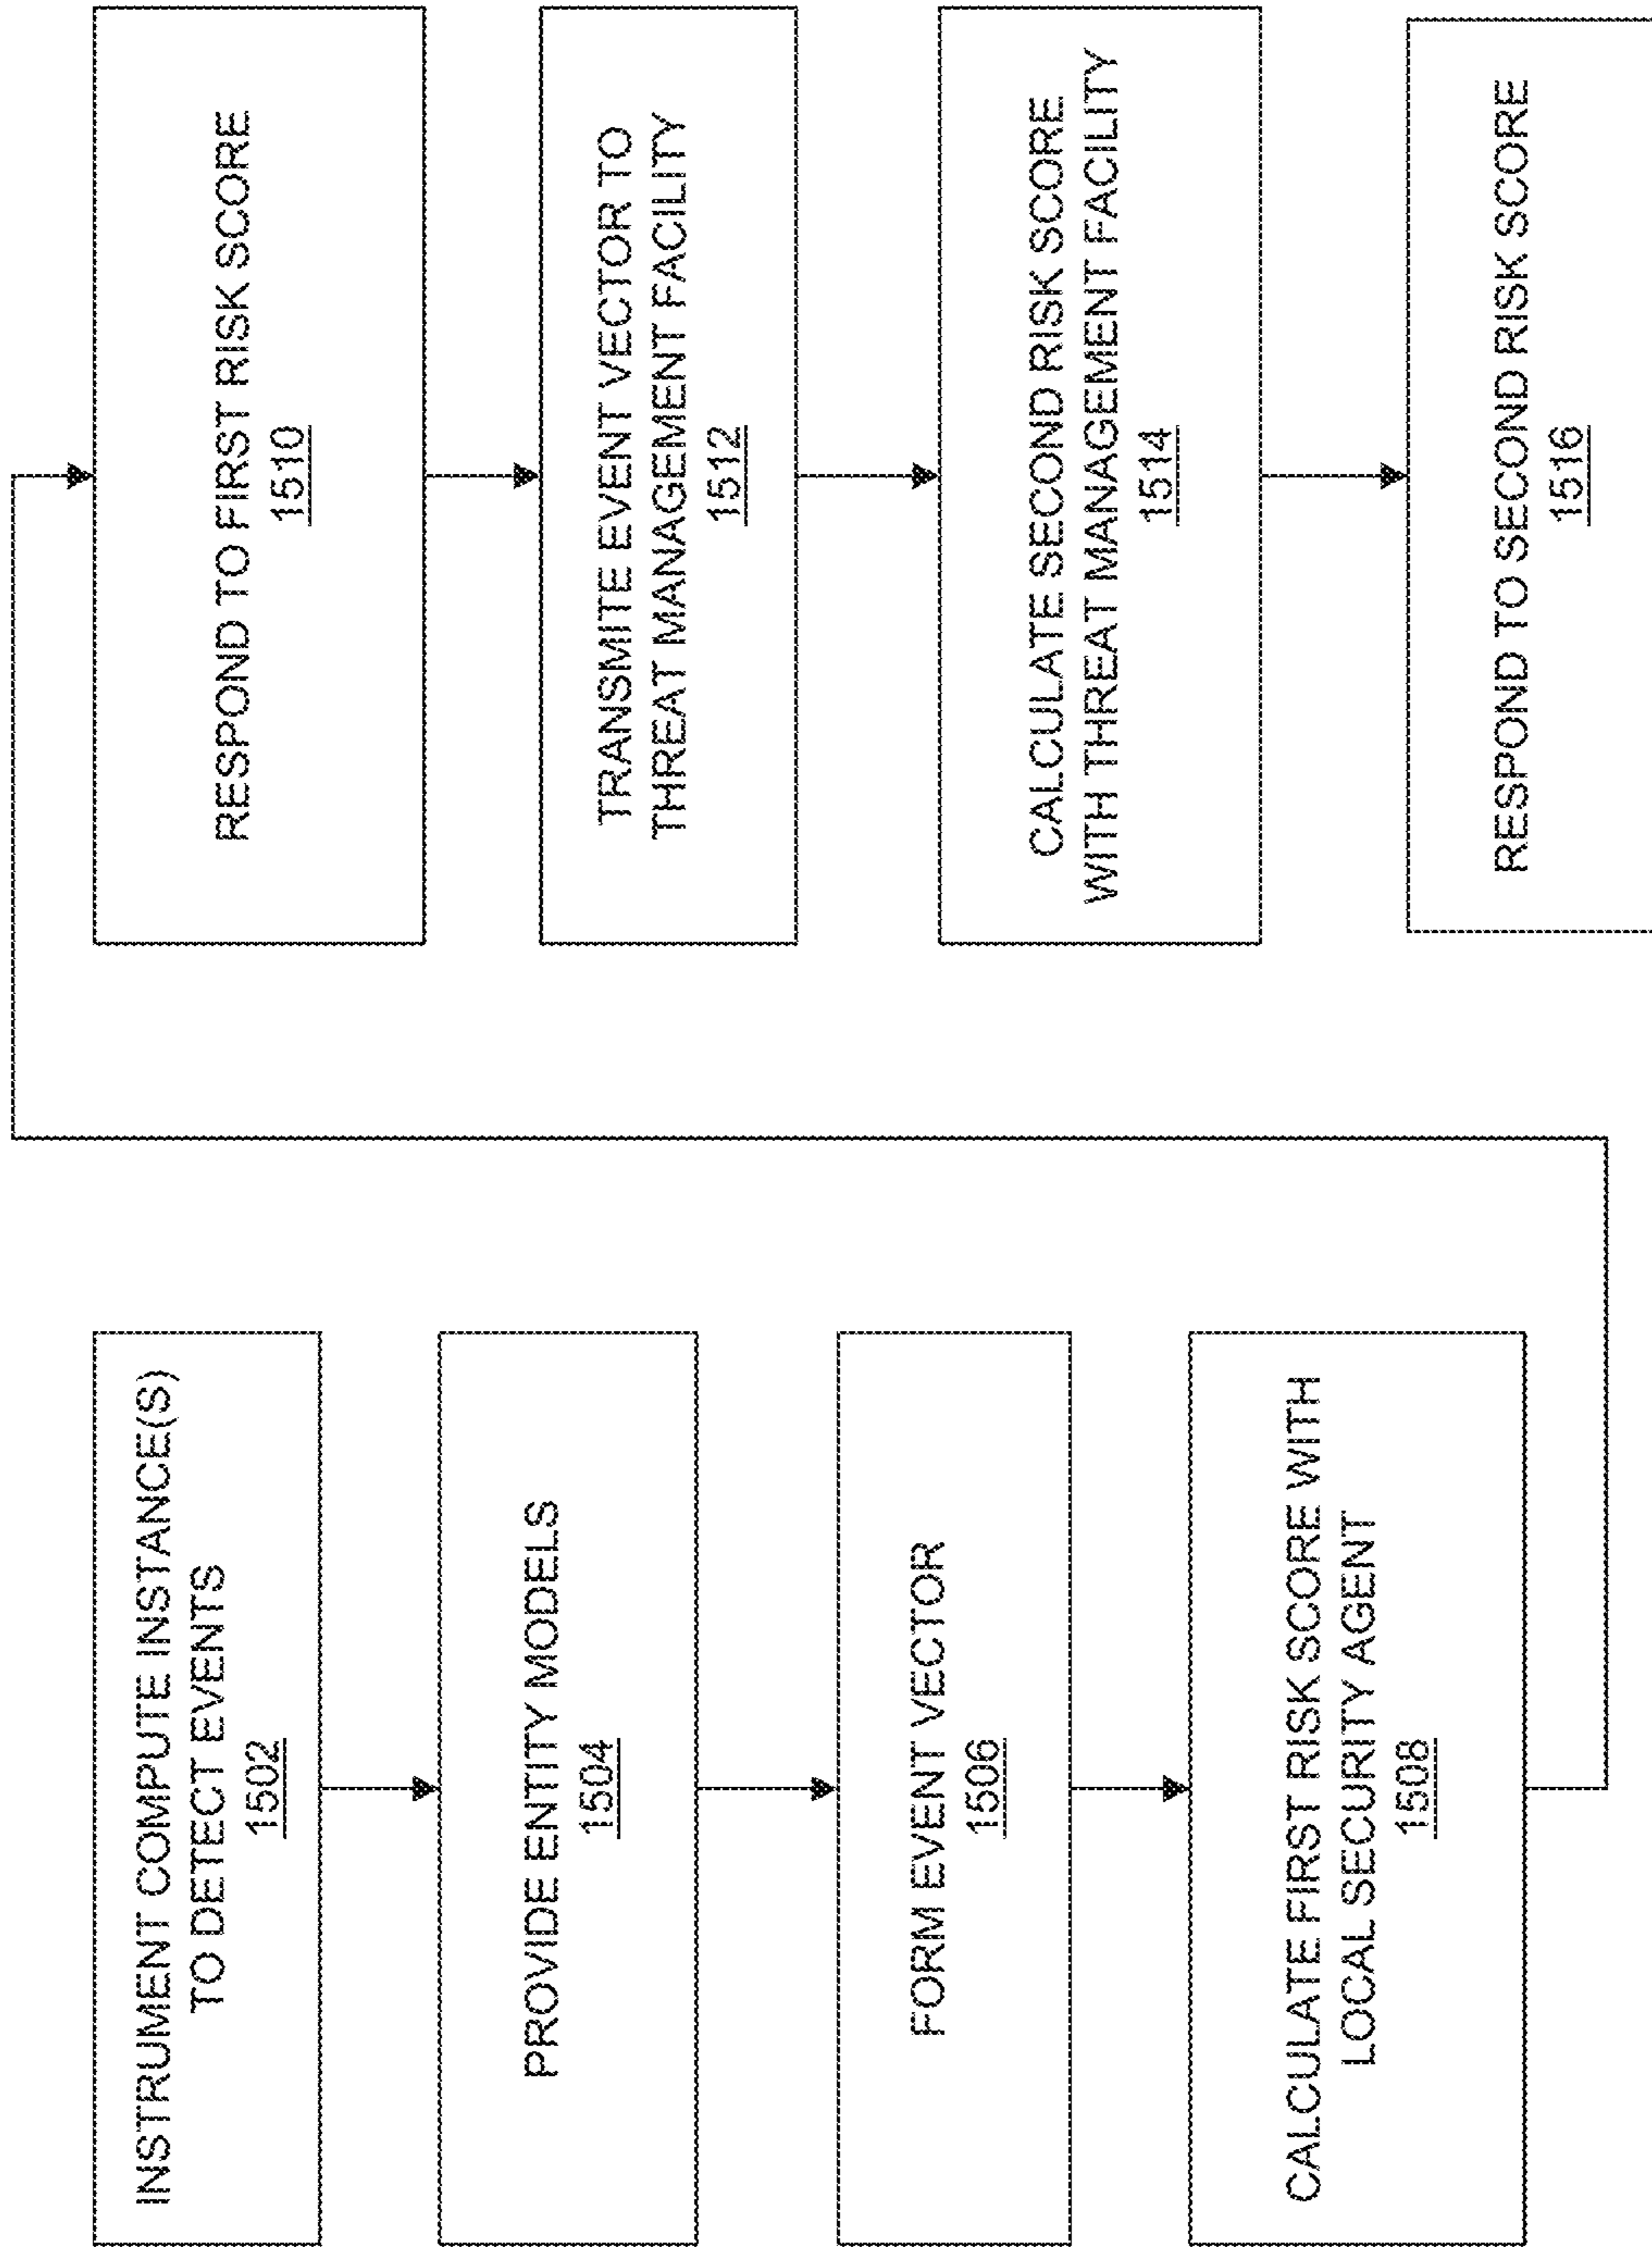 INSTRUMENT COMPUTE INSTANCE(S)
TO DETECT EVENTS
1502
PROVIDE ENTITY MODELS
1504
FORM EVENT VECTOR
1506
CALCULATE FIRST RISK SCORE WITH
LOCAL SECURITY AGENT
1508
RESPOND TO FIRST RISK SCORE
1510
TRANSMITE EVENT VECTOR TO
THREAT MANAGEMENT FACILITY
1512
CALCULATE SECOND RISK SCORE
WITH THREAT MANAGEMENT FACILITY
1514
RESPOND TO SECOND RISK SCORE
1516